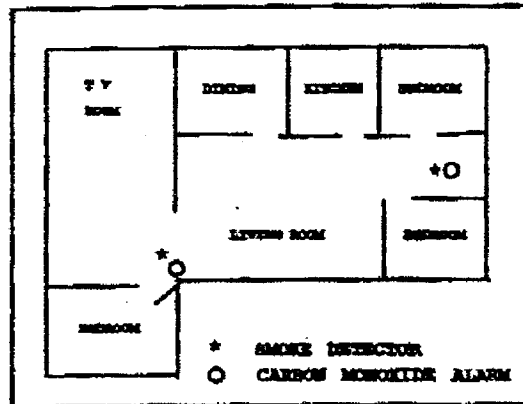 T V
ROOM
DINING
KITCHEN
BEDROOM
LIVING ROOM
BEDROOM
BEDROOM
* SMOKE DETECTOR
O CARBON MONOXIDE ALARM